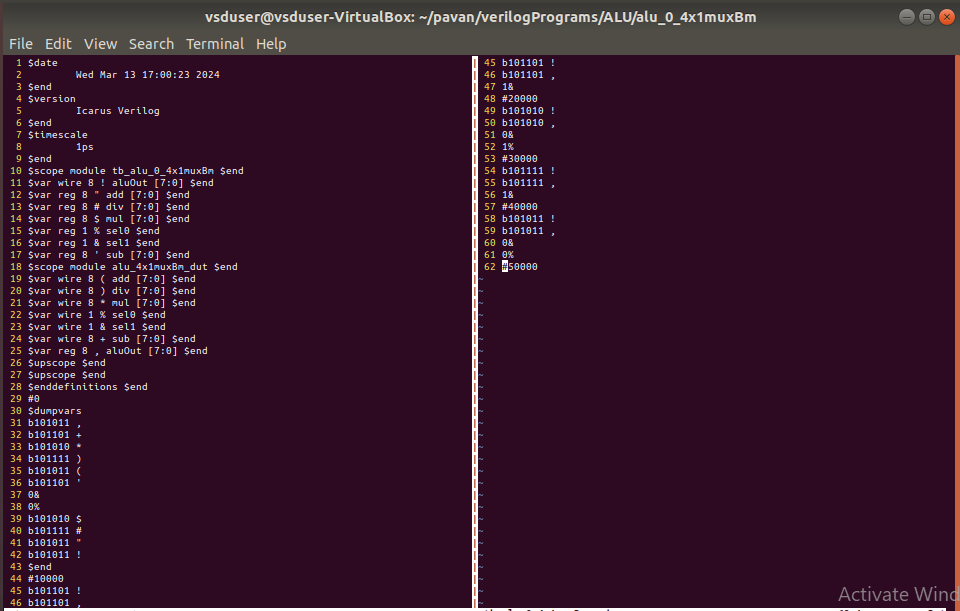 vsduser@vsduser-VirtualBox: ~/pavan/verilogPrograms/ALU/alu_0_4x1muxBm
File Edit View Search Terminal Help
1 $date
2 Wed Mar 13 17:00:23 2024
3 $end
4 $version
5 Icarus Verilog
6 $end
7 $timescale
8 1ps
9 $end
10 $scope module tb_alu_0_4x1muxBm $end
11 $var wire 8 ! aluOut [7:0] $end
12 $var reg 8 " add [7:0] $end
13 $var reg 8 # div [7:0] $end
14 $var reg 8 $ mul [7:0] $end
15 $var reg 1 % sel0 $end
16 $var reg 1 & sel1 $end
17 $var reg 8 ' sub [7:0] $end
18 $scope module alu_4x1muxBm_dut $end
19 $var wire 8 ( add [7:0] $end
20 $var wire 8 ) div [7:0] $end
21 $var wire 8 * mul [7:0] $end
22 $var wire 1 % sel0 $end
23 $var wire 1 & sel1 $end
24 $var wire 8 + sub [7:0] $end
25 $var reg 8 , aluOut [7:0] $end
26 $upscope $end
27 $upscope $end
28 $enddefinitions $end
29 #0
30 $dumpvars
31 b101011 ,
32 b101101 +
33 b101010 *
34 b101111 )
35 b101011 (
36 b101101 '
37 0&
38 0%
39 b101010 $
40 b101111 #
41 b101011 "
42 b101011 !
43 $end
44 #10000
45 b101101 !
46 b101101 ,
45 b101101 !
46 b101101 ,
47 1&
48 #20000
49 b101010 !
50 b101010 ,
51 0&
52 1%
53 #30000
54 b101111 !
55 b101111 ,
56 1&
57 #40000
58 b101011 !
59 b101011 ,
60 0&
61 0%
62 #50000
Activate Wind